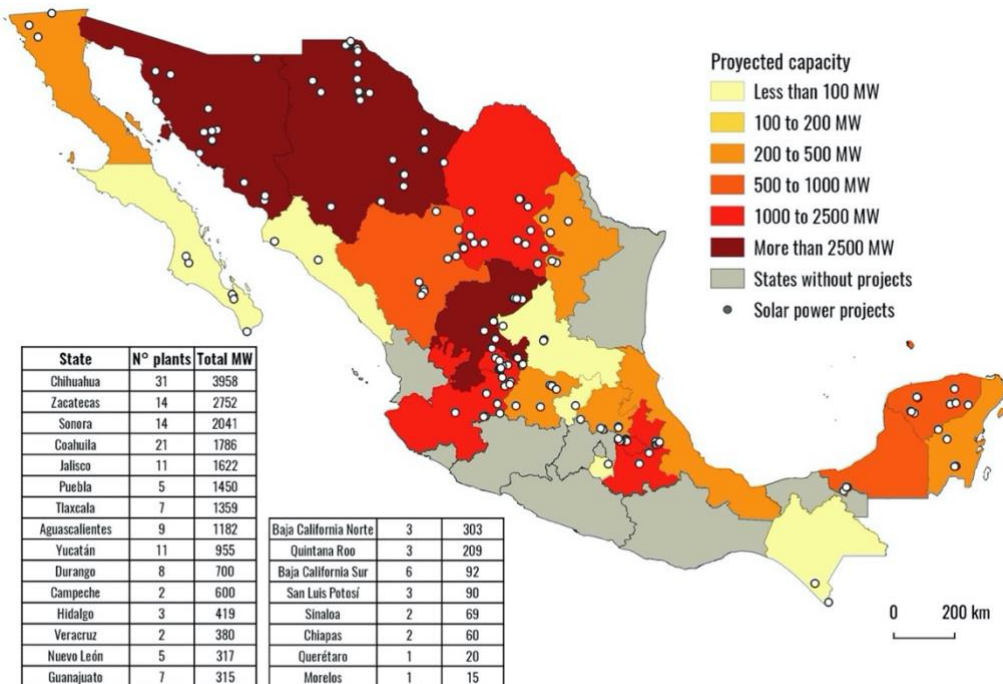 Proyected capacity
Less than 100 MW
100 to 200 MW
200 to 500 MW
500 to 1000 MW
1000 to 2500 MW
More than 2500 MW
States without projects
Solar power projects
State N° plants Total MW
Chihuahua 31 3958
Zacatecas 14 2752
Sonora 14 2041
Coahuila 21 1786
Jalisco 11 1622
Puebla 5 1450
Tlaxcala 7 1359
Aguascalientes 9 1182
Yucatán 11 955
Durango 8 700
Campeche 2 600
Hidalgo 3 419
Veracruz 2 380
Nuevo León 5 317
Guanajuato 7 315
Baja California Norte 3 303
Quintana Roo 3 209
Baja California Sur 6 92
San Luis Potosí 3 90
Sinaloa 2 69
Chiapas 2 60
Querétaro 1 20
Morelos 1 15
0 200 km